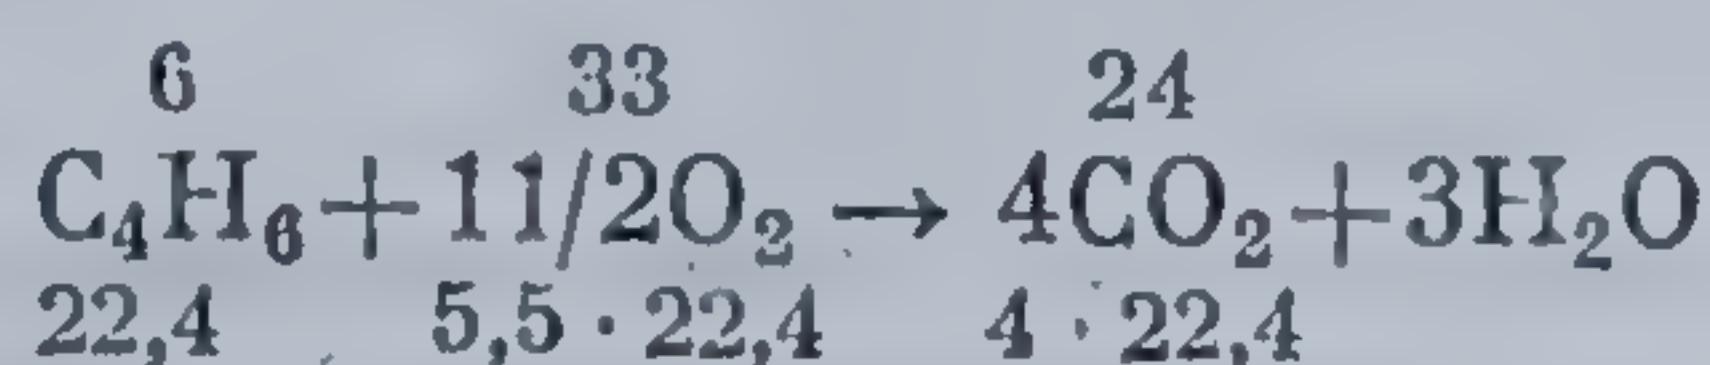 6 33 24
C₄H₆+11/2O₂ → 4CO₂+3H₂O
22,4 5,5 · 22,4 4 · 22,4